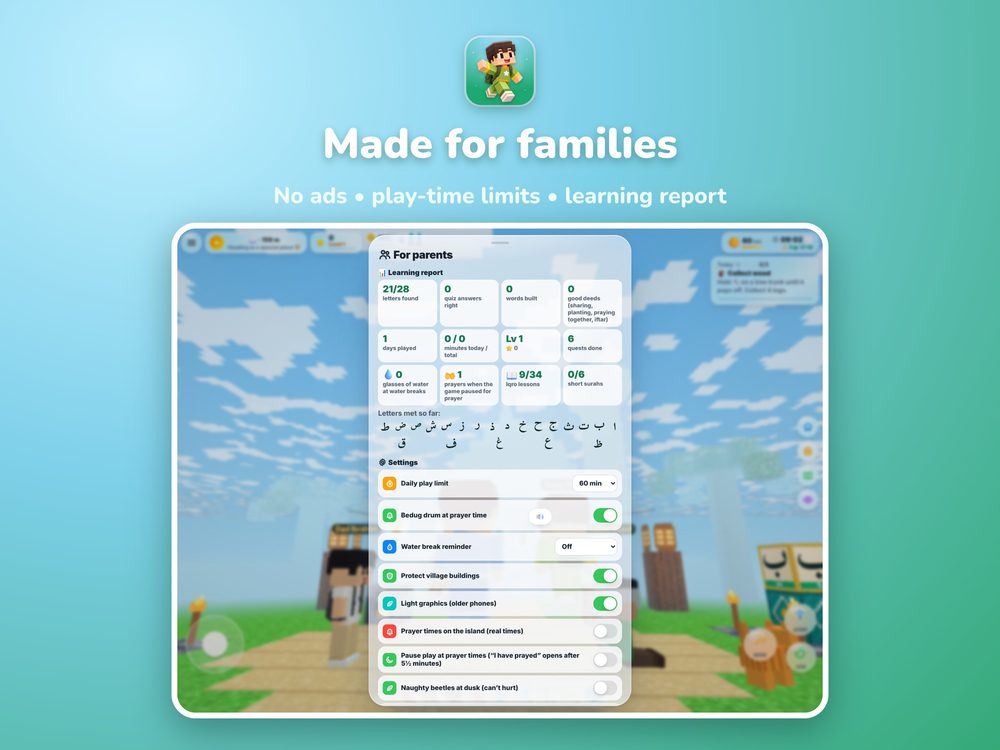 Made for families
No ads • play-time limits • learning report
For parents
Learning report
21/28
letters found
0
quiz answers
right
0
words built
0
good deeds
(sharing,
planting, praying
together, iftar)
1
days played
0 / 0
minutes today /
total
Lv 1
0
6
quests done
0
glasses of water
at water breaks
1
prayers when the
game paused for
prayer
9/34
Iqro lessons
0/6
short surahs
Letters met so far:
ا ب ت ث ج ح خ د ذ ر ز س ش ص ض ط
ظ ع غ ف ق
Settings
Daily play limit
60 min
Bedug drum at prayer time
Water break reminder
Off
Protect village buildings
Light graphics (older phones)
Prayer times on the island (real times)
Pause play at prayer times ("I have prayed" opens after
5½ minutes)
Naughty beetles at dusk (can't hurt)
Collect wood
ب
ب